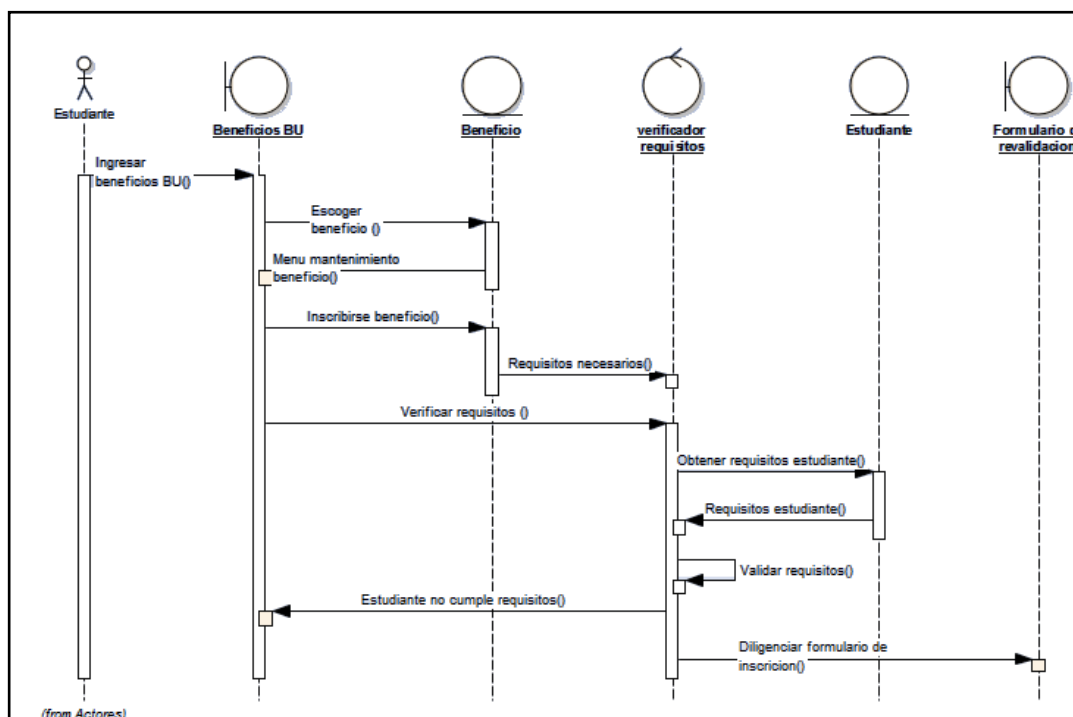 Estudiante
Beneficios BU
Beneficio
verificador
requisitos
Estudiante
Formulario
revalidacion
Ingresar
beneficios BU()
Escoger
beneficio ()
Menu mantenimiento
beneficio()
Inscribirse beneficio()
Requisitos necesarios()
Verificar requisitos ()
Obtener requisitos estudiante()
Requisitos estudiante()
Validar requisitos()
Estudiante no cumple requisitos()
Diligenciar formulario de
inscricion()
(from Actores)